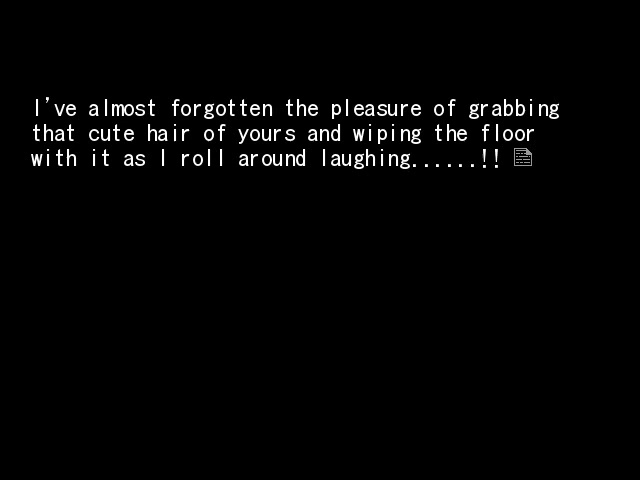 I've almost forgotten the pleasure of grabbing
that cute hair of yours and wiping the floor
with it as I roll around laughing......!!